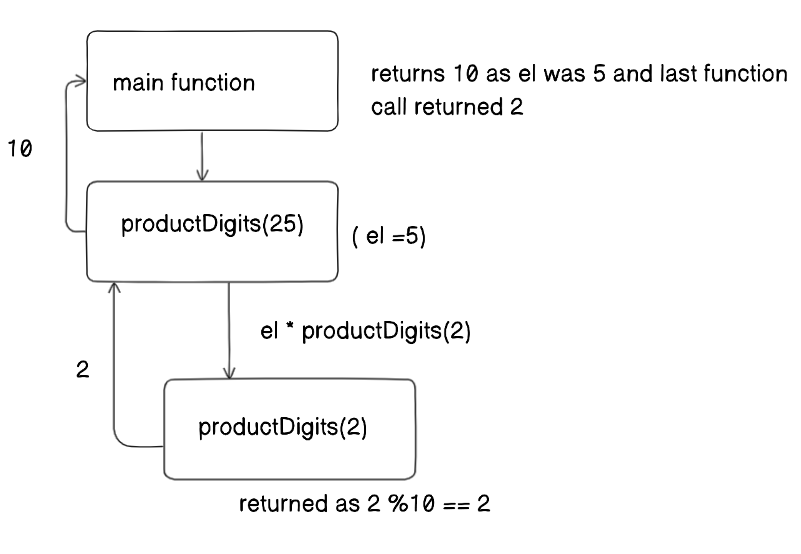 main function
returns 10 as el was 5 and last function
call returned 2
10
productDigits(25)
( el =5)
el * productDigits(2)
2
productDigits(2)
returned as 2 %10 == 2